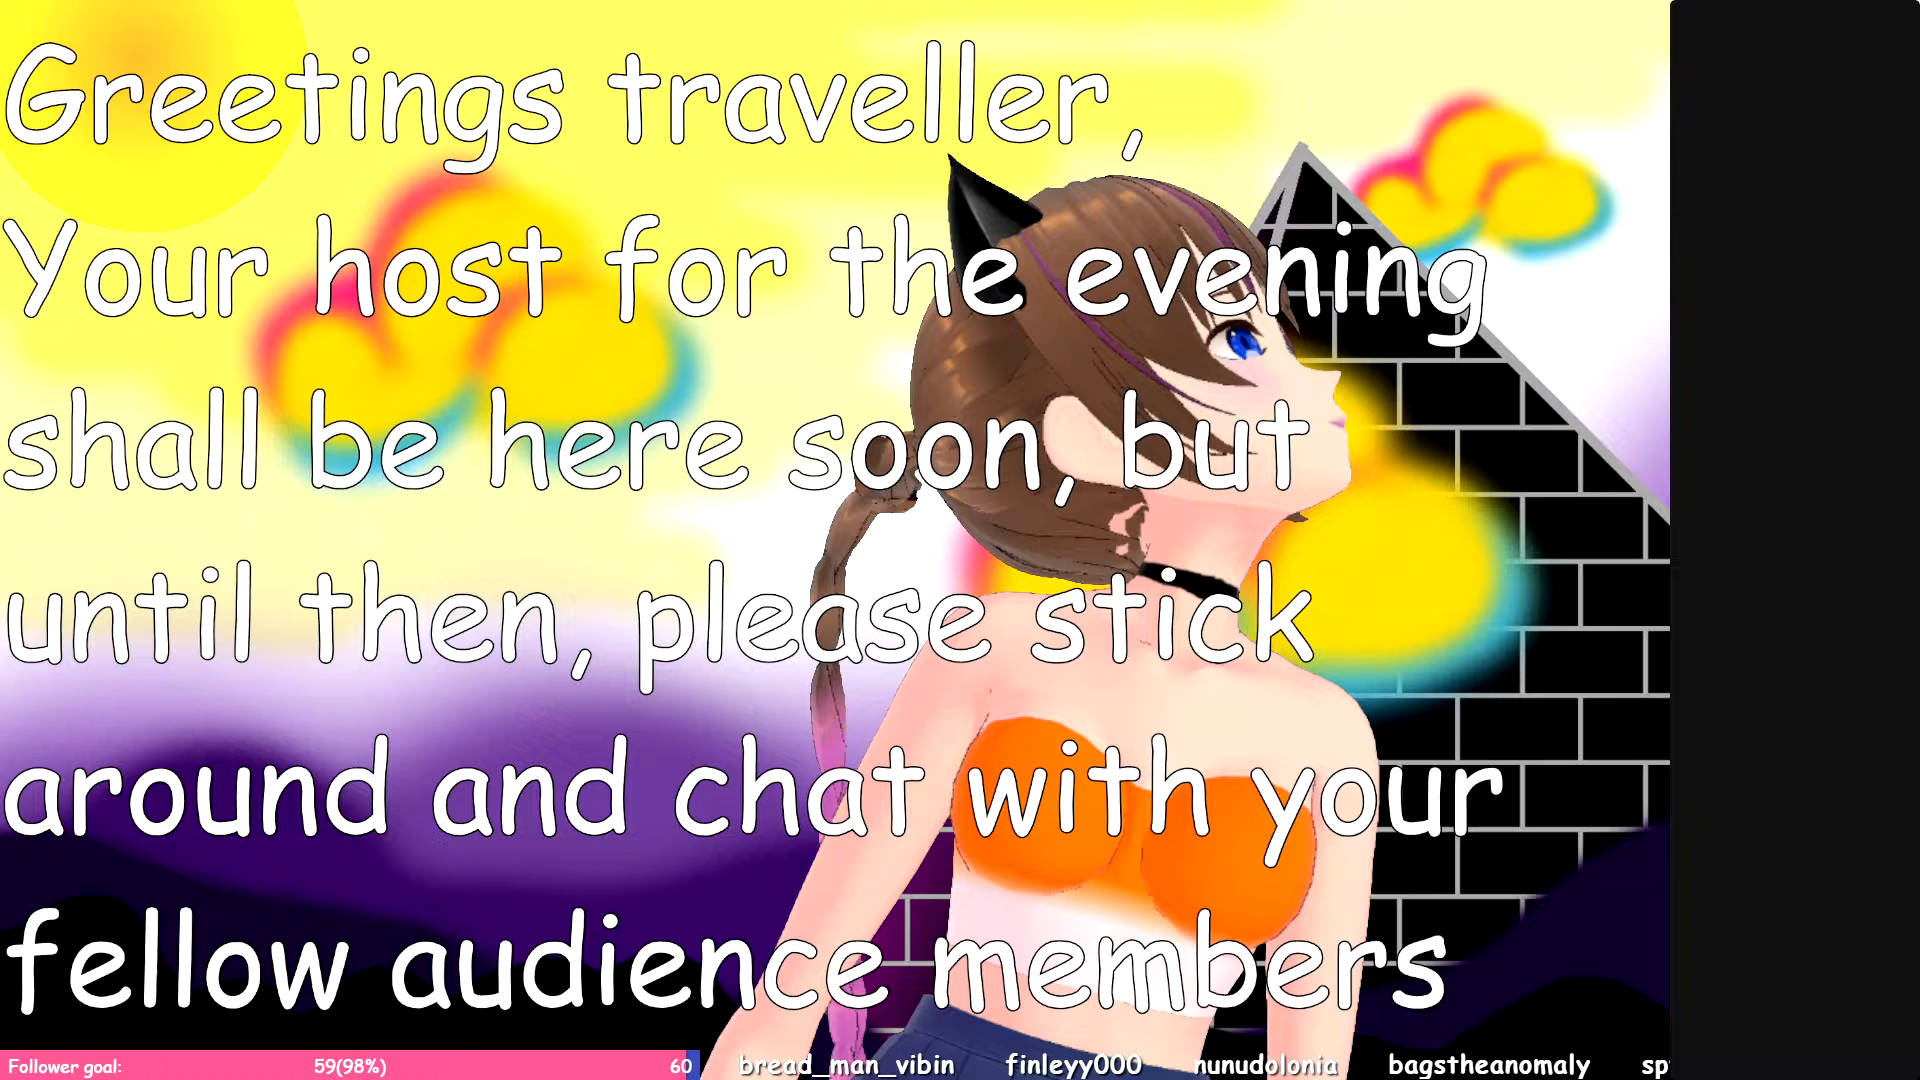 Greetings traveller,
Your host for the evening
shall be here soon, but
until then, please stick
around and chat with your
fellow audience members
Follower goal: 59(98%) 60 bread_man_vibin finleyy000 nunudolonia bagstheanomaly